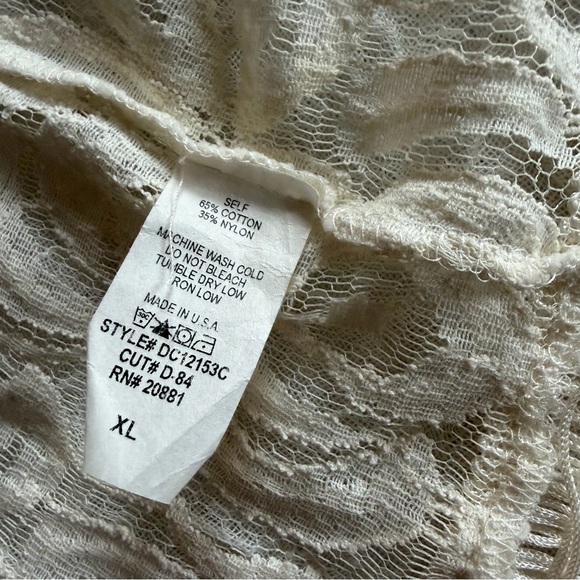 SELF
65% COTTON
35% NYLON
MACHINE WASH COLD
DO NOT BLEACH
TUMBLE DRY LOW
RON LOW
MADE IN U.S.A
STYLE# DC12153C
CUT# D-84
RN# 20881
XL